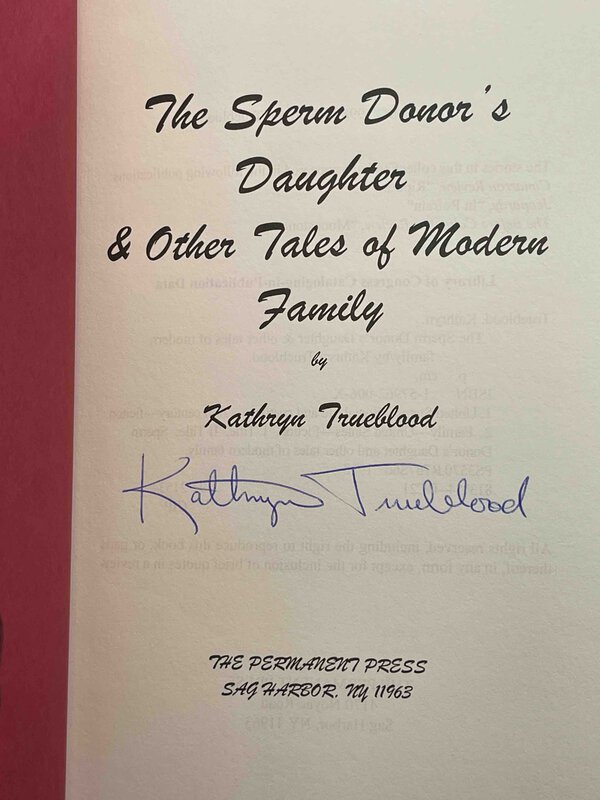 The Sperm Donor's
Daughter
& Other Tales of Modern
Family
by
Kathryn Trueblood
Kathryn Trueblood
THE PERMANENT PRESS
SAG HARBOR, NY 11963